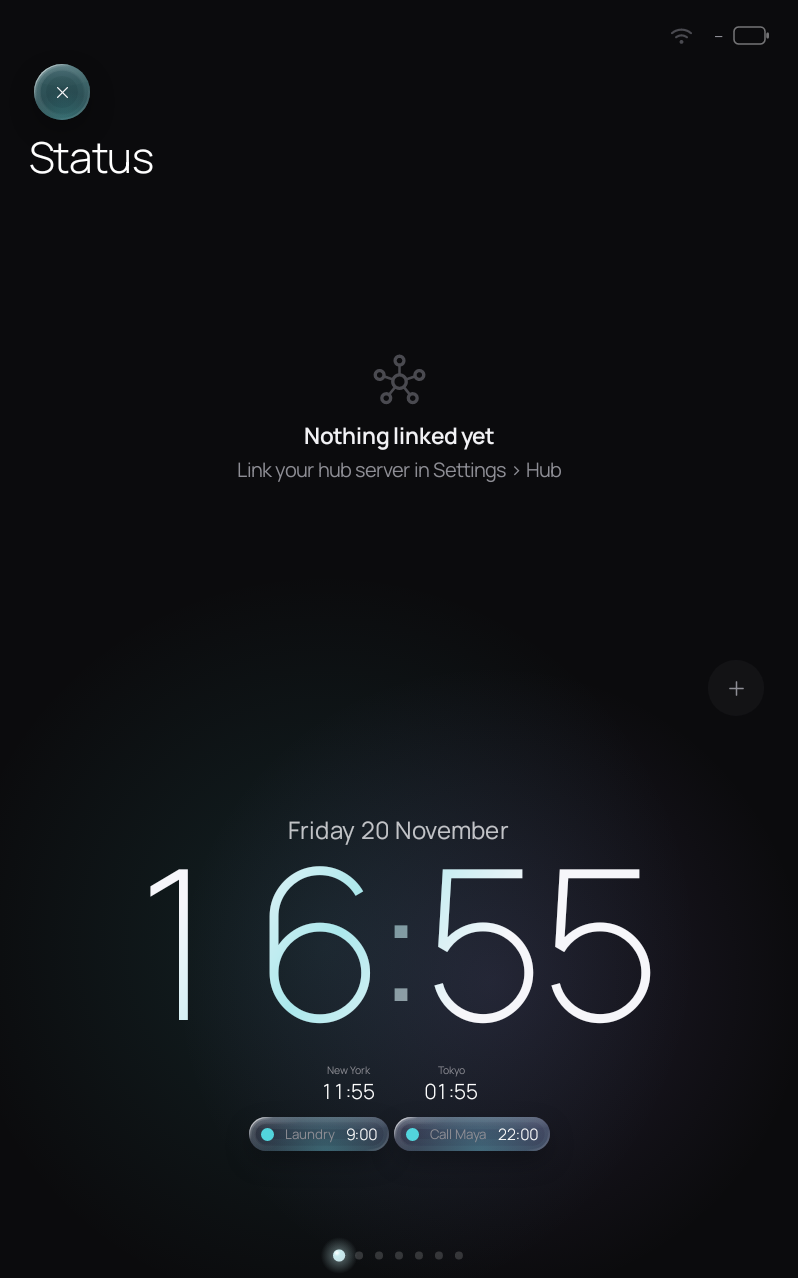 –
Status
Nothing linked yet
Link your hub server in Settings > Hub
Friday 20 November
16:55
New York
11:55
Tokyo
01:55
Laundry 9:00
Call Maya 22:00